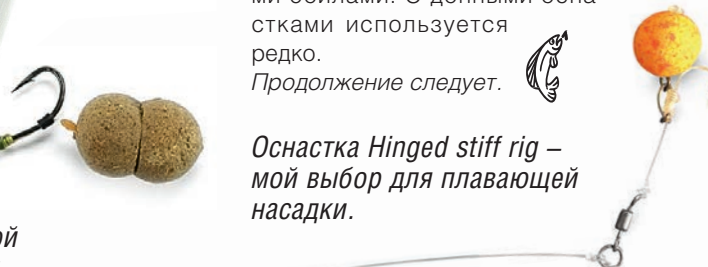 стками используется
редко.
Продолжение следует.
Оснастка Hinged stiff rig –
мой выбор для плавающей
насадки.